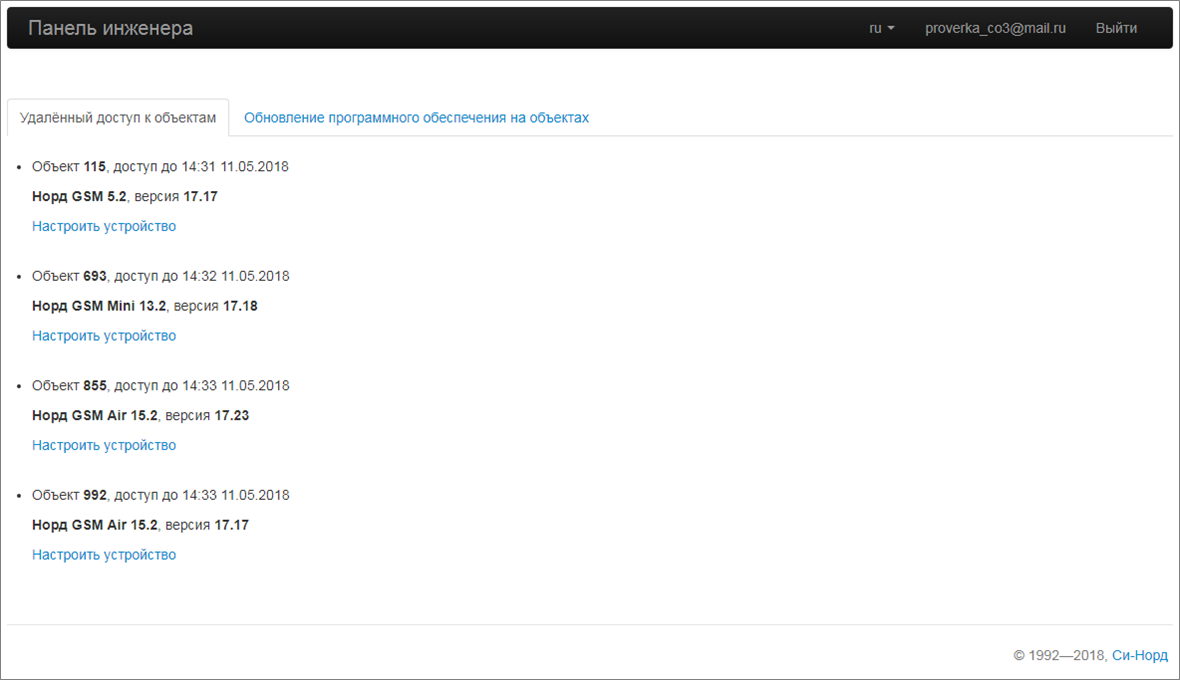 Панель инженера ru proverka_co3@mail.ru Выйти
Удалённый доступ к объектам Обновление программного обеспечения на объектах
Объект 115, доступ до 14:31 11.05.2018
Норд GSM 5.2, версия 17.17
Настроить устройство
Объект 693, доступ до 14:32 11.05.2018
Норд GSM Mini 13.2, версия 17.18
Настроить устройство
Объект 855, доступ до 14:33 11.05.2018
Норд GSM Air 15.2, версия 17.23
Настроить устройство
Объект 992, доступ до 14:33 11.05.2018
Норд GSM Air 15.2, версия 17.17
Настроить устройство
© 1992—2018, Си-Норд